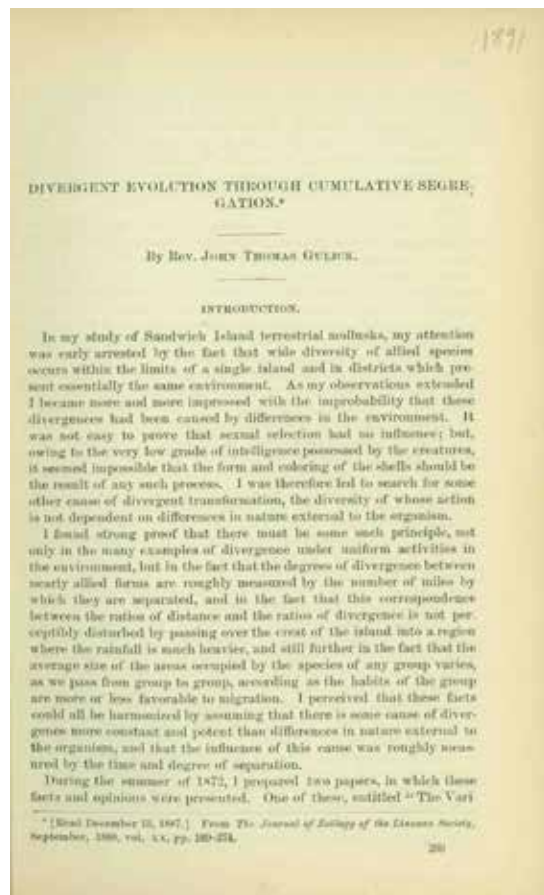 1891
DIVERGENT EVOLUTION THROUGH CUMULATIVE SEGRE-
GATION.*
By Rev. John Thomas Gulick.
INTRODUCTION.
In my study of Sandwich Island terrestrial mollusks, my attention
was early arrested by the fact that wide diversity of allied species
occurs within the limits of a single island and in districts which pre-
sent essentially the same environment. As my observations extended
I became more and more impressed with the improbability that these
divergences had been caused by differences in the environment. It
was not easy to prove that sexual selection had no influence; but,
owing to the very low grade of intelligence possessed by the creatures,
it seemed impossible that the form and coloring of the shells should be
the result of any such process. I was therefore led to search for some
other cause of divergent transformation, the diversity of whose action
is not dependent on differences in nature external to the organism.
I found strong proof that there must be some such principle, not
only in the many examples of divergence under uniform activities in
the environment, but in the fact that the degrees of divergence between
nearly allied forms are roughly measured by the number of miles by
which they are separated, and in the fact that this correspondence
between the ratios of distance and the ratios of divergence is not per
ceptibly disturbed by passing over the crest of the island into a region
where the rainfall is much heavier, and still further in the fact that the
average size of the areas occupied by the species of any group varies,
as we pass from group to group, according as the habits of the group
are more or less favorable to migration. I perceived that these facts
could all be harmonized by assuming that there is some cause of diver-
gence more constant and potent than differences in nature external to
the organism, and that the influence of this cause was roughly meas-
ured by the time and degree of separation.
During the summer of 1872, I prepared two papers, in which these
facts and opinions were presented. One of these, entitled "The Vari
* [Read December 15, 1887.] From The Journal of Zoology of the Linnean Society,
September, 1888, vol. XX, pp. 189-274.